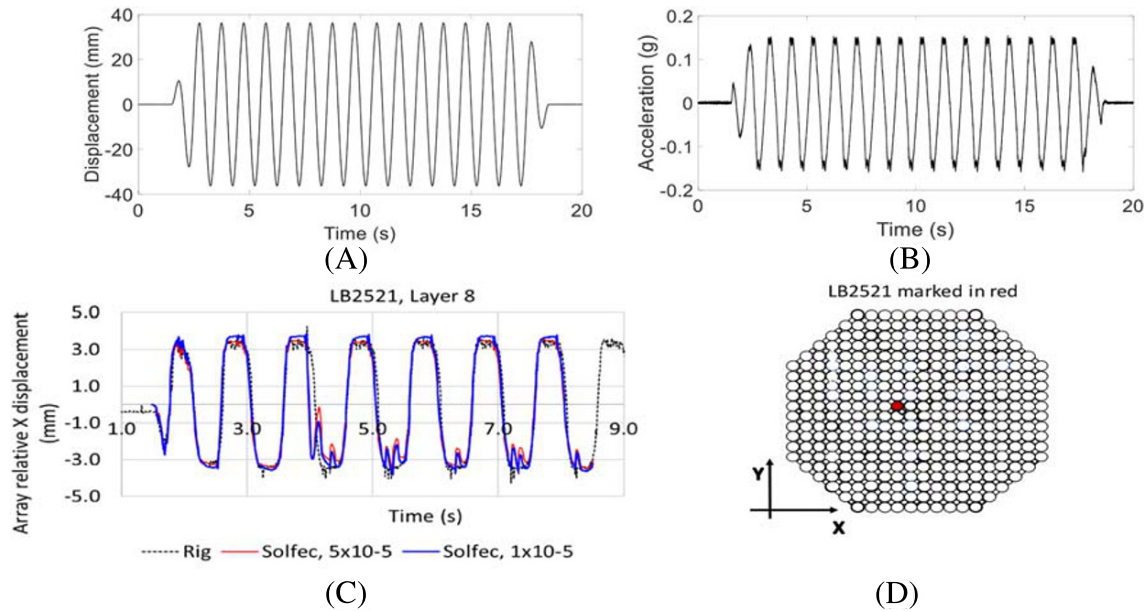 40
20
0
-20
-40
Displacement (mm)
0 5 10 15 20
Time (s)
(A)
0.2
0.1
0
-0.1
-0.2
Acceleration (g)
0 5 10 15 20
Time (s)
(B)
LB2521, Layer 8
5.0
3.0
1.0
-1.0
-3.0
-5.0
Array relative X displacement
(mm)
1.0 3.0 5.0 7.0 9.0
Time (s)
Rig Solfec, 5x10-5 Solfec, 1x10-5
(C)
LB2521 marked in red
Y
X
(D)